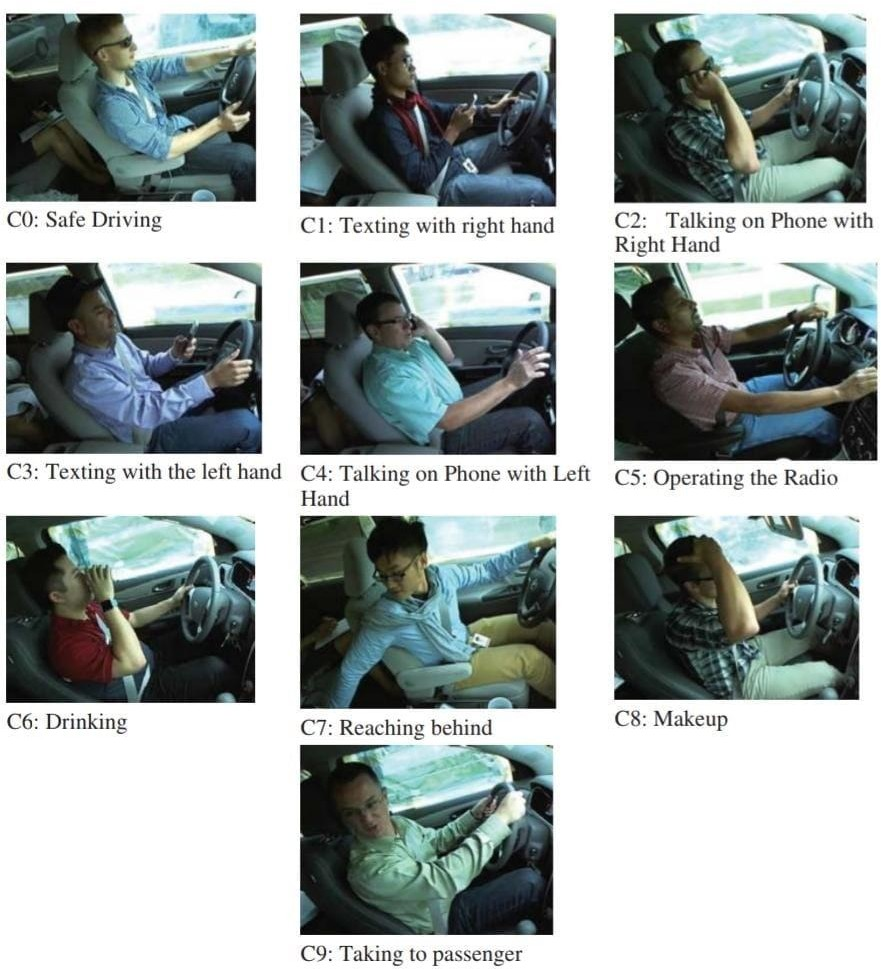 C0: Safe Driving
C1: Texting with right hand
C2: Talking on Phone with
Right Hand
C3: Texting with the left hand
C4: Talking on Phone with Left
Hand
C5: Operating the Radio
C6: Drinking
C7: Reaching behind
C8: Makeup
C9: Taking to passenger